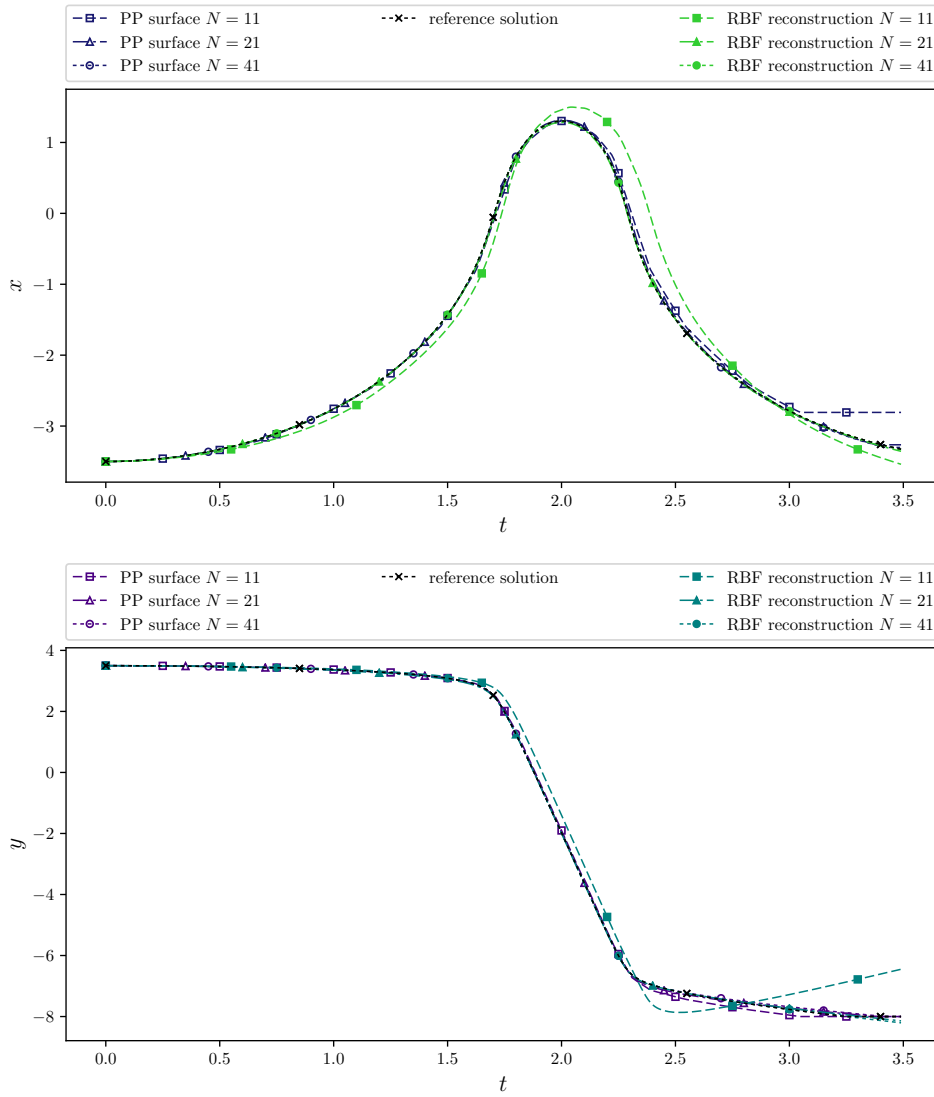 PP surface N = 11
PP surface N = 21
PP surface N = 41
reference solution
RBF reconstruction N = 11
RBF reconstruction N = 21
RBF reconstruction N = 41
1
0
−1
−2
−3
x
0.0 0.5 1.0 1.5 2.0 2.5 3.0 3.5
t
PP surface N = 11
PP surface N = 21
PP surface N = 41
reference solution
RBF reconstruction N = 11
RBF reconstruction N = 21
RBF reconstruction N = 41
4
2
0
−2
−4
−6
−8
y
0.0 0.5 1.0 1.5 2.0 2.5 3.0 3.5
t